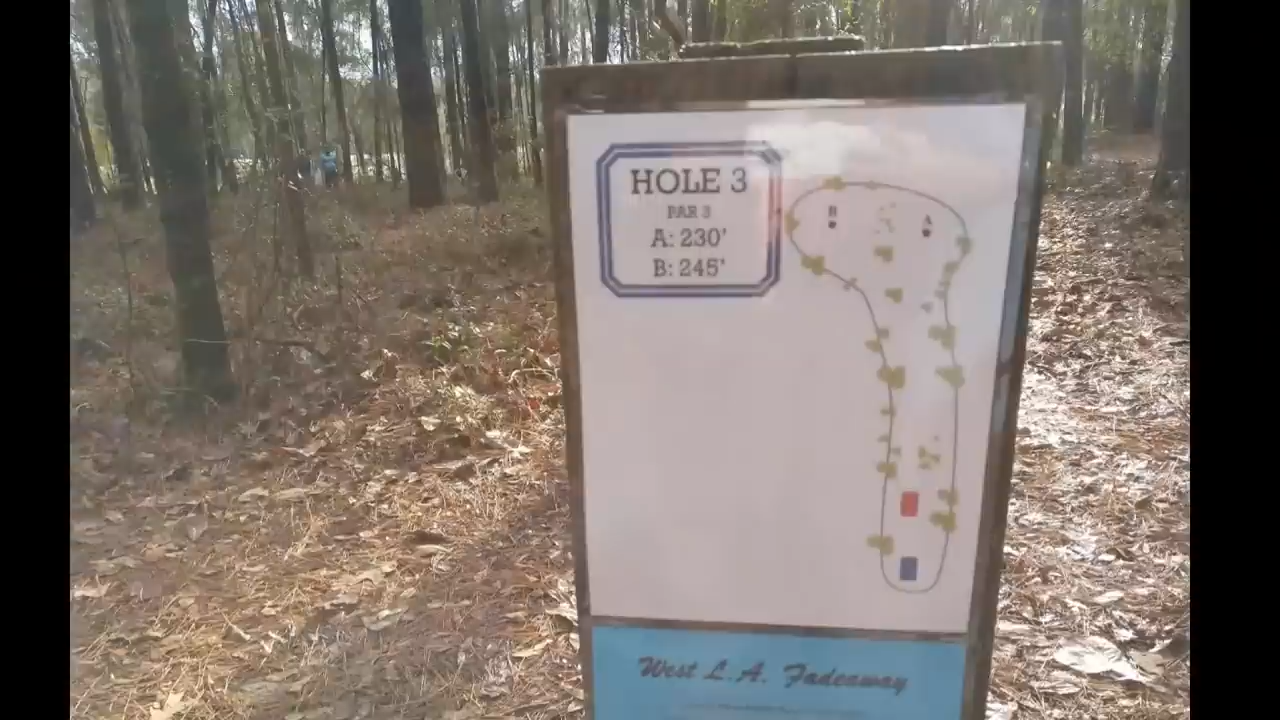 HOLE 3
PAR 3
A: 230'
B: 245'
B
A
West L.A. Fadeaway